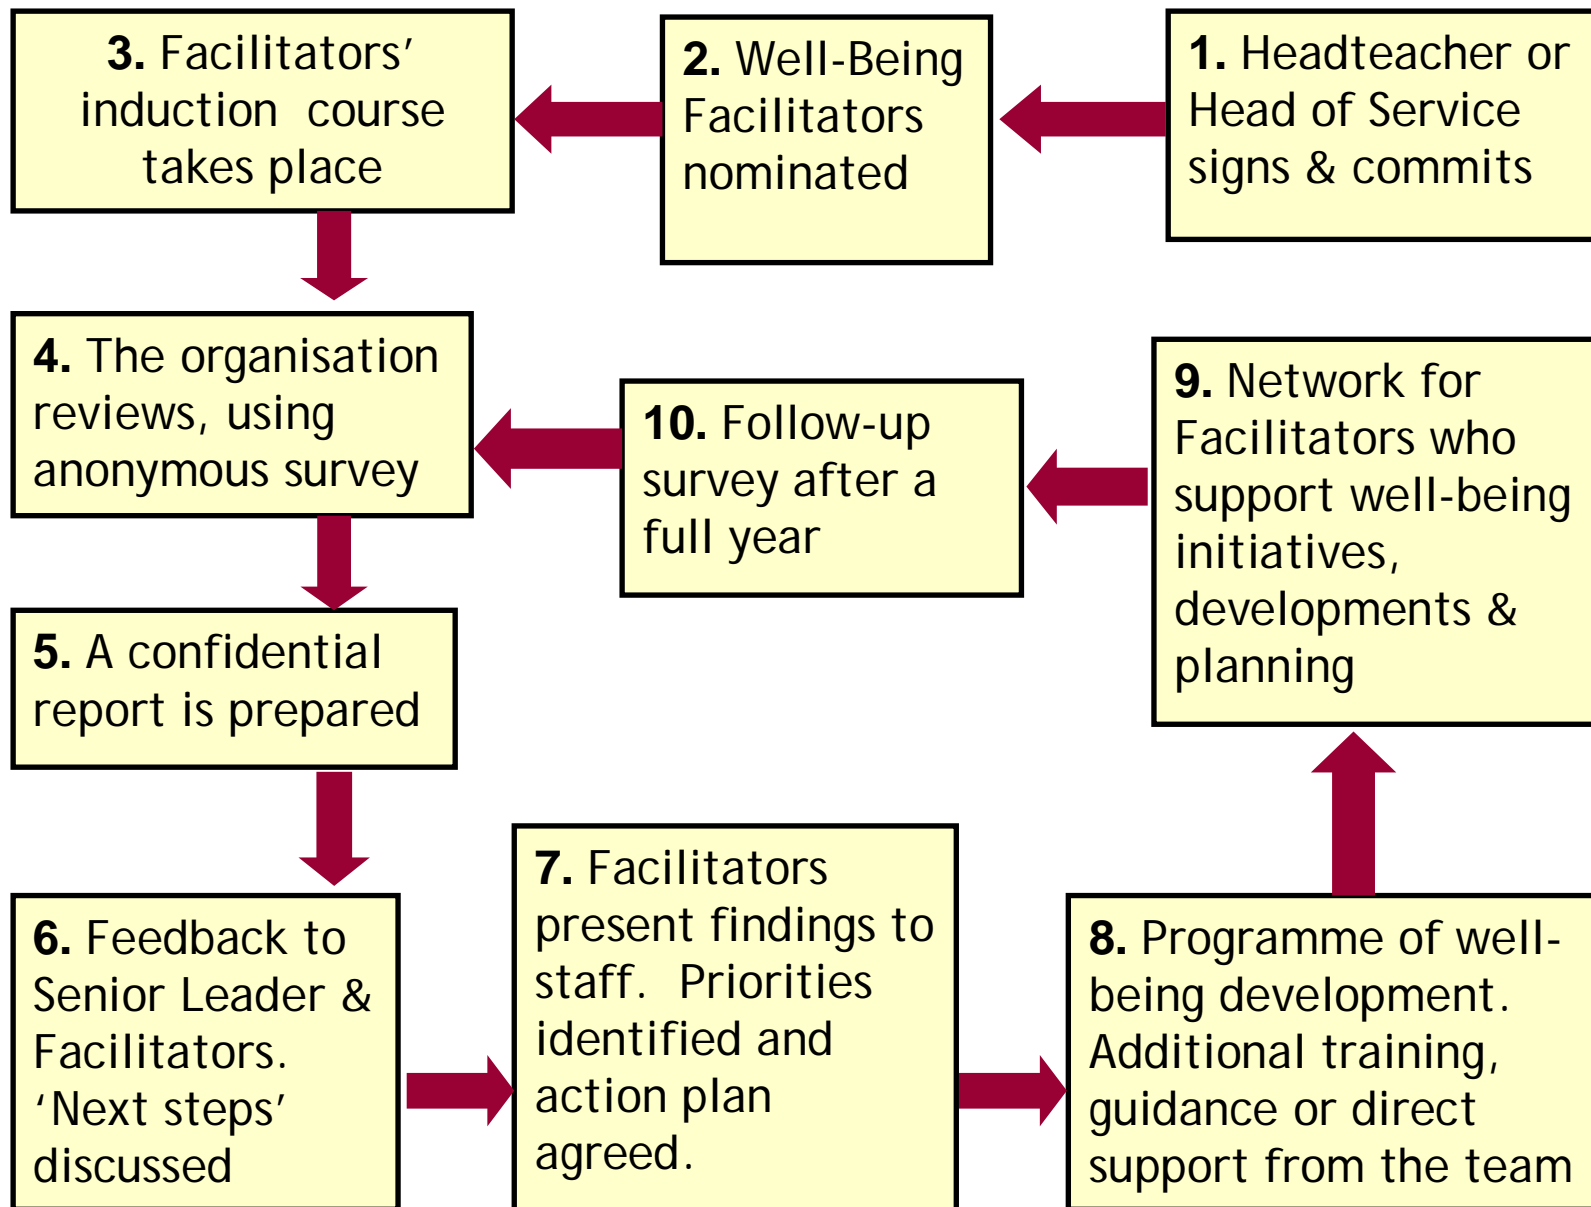 1. Headteacher or
Head of Service
signs & commits
2. Well-Being
Facilitators
nominated
3. Facilitators’
induction course
takes place
4. The organisation
reviews, using
anonymous survey
5. A confidential
report is prepared
6. Feedback to
Senior Leader &
Facilitators.
‘Next steps’
discussed
7. Facilitators
present findings to
staff. Priorities
identified and
action plan
agreed.
8. Programme of well-
being development.
Additional training,
guidance or direct
support from the team
9. Network for
Facilitators who
support well-being
initiatives,
developments &
planning
10. Follow-up
survey after a
full year